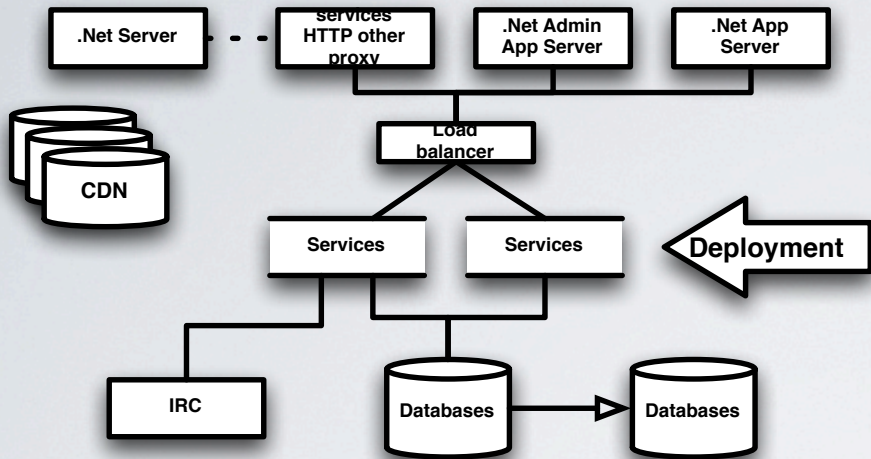 .Net Server
services
HTTP other
proxy
.Net Admin
App Server
.Net App
Server
Load
balancer
CDN
Services
Services
Deployment
IRC
Databases
Databases